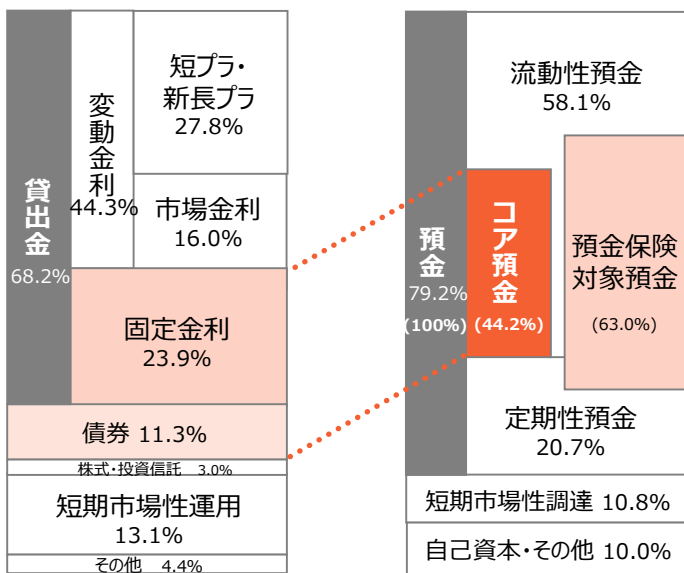 貸出金
68.2%
変動金利
44.3%
短プラ・
新長プラ
27.8%
市場金利
16.0%
固定金利
23.9%
債券 11.3%
株式・投資信託 3.0%
短期市場性運用
13.1%
その他 4.4%
預金
79.2%
(100%)
流動性預金
58.1%
コア預金
(44.2%)
預金保険
対象預金
(63.0%)
定期性預金
20.7%
短期市場性調達 10.8%
自己資本・その他 10.0%